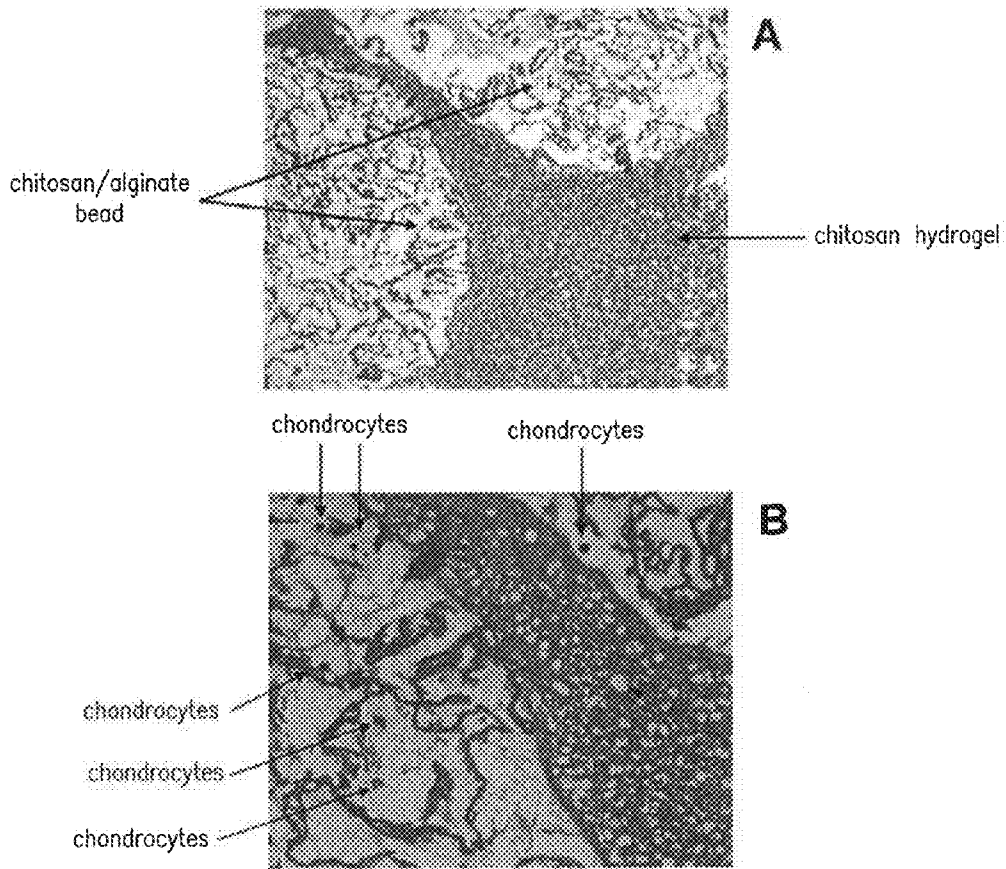 A
chitosan/alginate
bead
chitosan hydrogel
chondrocytes
chondrocytes
B
chondrocytes
chondrocytes
chondrocytes